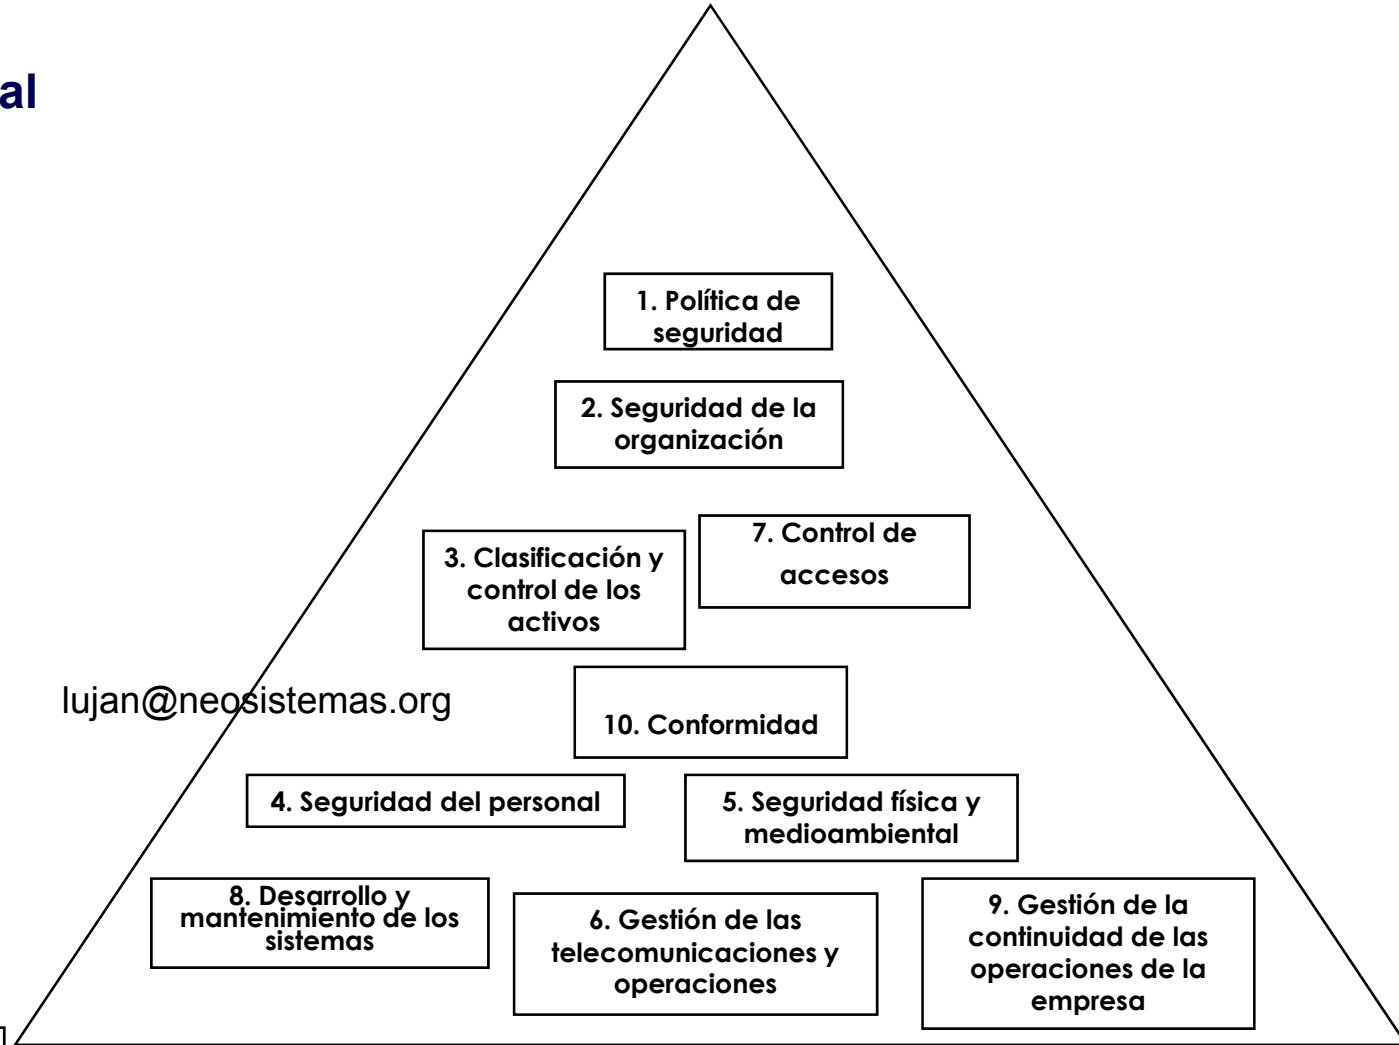 al
1. Política de
seguridad
2. Seguridad de la
organización
3. Clasificación y
control de los
activos
7. Control de
accesos
lujan@neosistemas.org
10. Conformidad
4. Seguridad del personal
5. Seguridad física y
medioambiental
8. Desarrollo y
mantenimiento de los
sistemas
6. Gestión de las
telecomunicaciones y
operaciones
9. Gestión de la
continuidad de las
operaciones de la
empresa